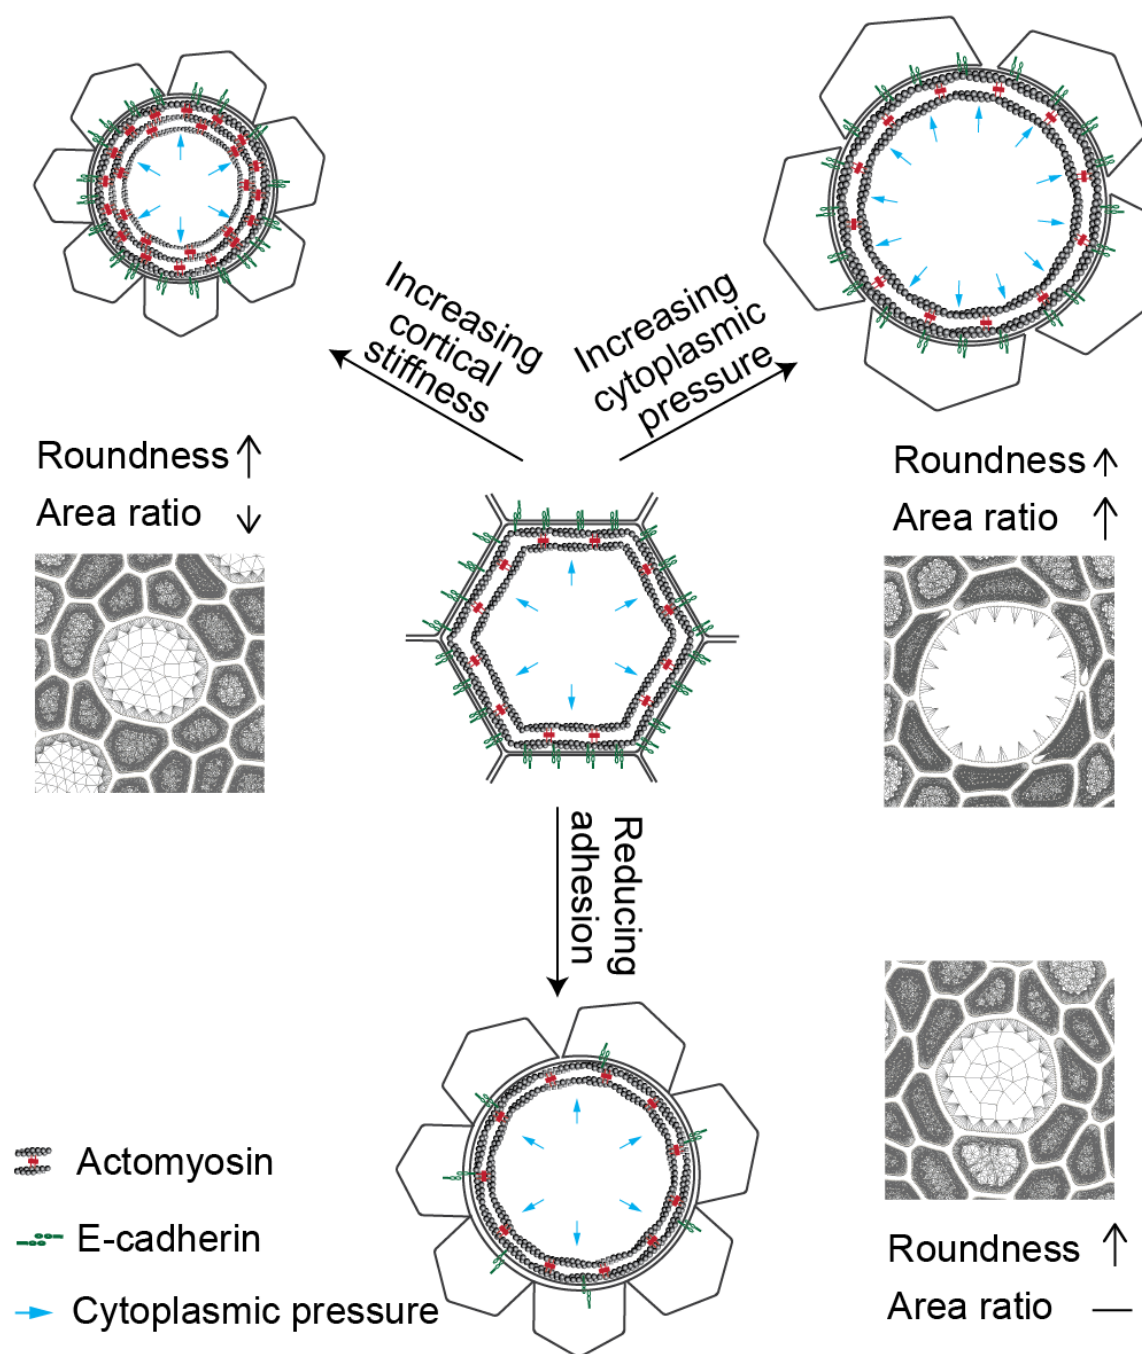 Increasing
cortical
stiffness
Increasing
cytoplasmic
pressure
Roundness
Area ratio
Roundness
Area ratio
Reducing
adhesion
Actomyosin
E-cadherin
Cytoplasmic pressure
Roundness
Area ratio